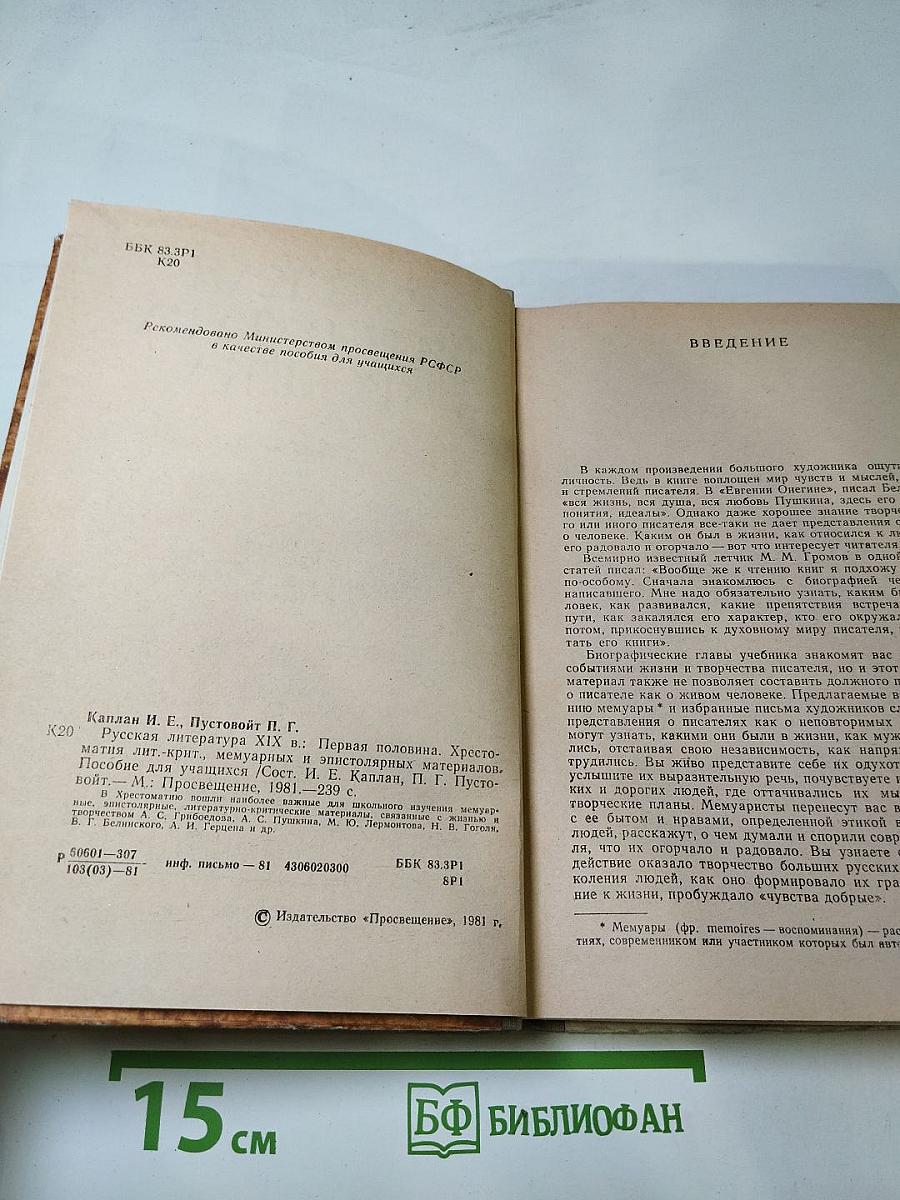 ББК 83.3Р1
К20
Рекомендовано Министерством просвещения РСФСР
в качестве пособия для учащихся
Каплан И. Е., Пустовойт П. Г.
К20
Русская литература XIX в.: Первая половина. Хресто-
матия лит.-крит., мемуарных и эпистолярных материалов.
Пособие для учащихся /Сост. И. Е. Каплан, П. Г. Пусто-
войт.— М.: Просвещение, 1981.—239 с.
В Хрестоматию вошли наиболее важные для школьного изучения мемуар-
ные, эпистолярные, литературно-критические материалы, связанные с жизнью и
творчеством А. С. Грибоедова, А. С. Пушкина, М. Ю. Лермонтова, Н. В. Гоголя,
В. Г. Белинского, А. И. Герцена и др.
Р 60601—307
103(03)—81
инф. письмо—81 4306020300
ББК 83.3Р1
8Р1
© Издательство «Просвещение», 1981 г.
ВВЕДЕНИЕ
В каждом произведении большого художника
личность. Ведь в книге воплощен мир чувств и мыслей,
и стремлений писателя. В «Евгении Онегине», писал
«вся жизнь, вся душа, вся любовь Пушкина, здесь его
понятия, идеалы». Однако даже хорошее знание
го или иного писателя все-таки не дает представления
о человеке. Каким он был в жизни, как относился к
его радовало и огорчало — вот что интересует читателя.
Всемирно известный летчик М. М. Громов в одной
статей писал: «Вообще же к чтению книг я подхожу
по-особому. Сначала знакомлюсь с биографией
написавшего. Мне надо обязательно узнать, каким
ловек, как развивался, какие препятствия
пути, как закалялся его характер, кто его
потом, прикоснувшись к духовному миру писателя,
тать его книги».
Биографические главы учебника знакомят вас
событиями жизни и творчества писателя, но и этот
материал также не позволяет составить должного
о писателе как о живом человеке. Предлагаемые
нию мемуары * и избранные письма художников
представления о писателях как о неповторимых
могут узнать, какими они были в жизни, как
лись, отстаивая свою независимость, как
трудились. Вы живо представите себе их
услышите их выразительную речь, почувствуете
ких и дорогих людей, где оттачивались их
творческие планы. Мемуаристы перенесут вас
с ее бытом и нравами, определенной этикой
людей, расскажут, о чем думали и спорили
ля, что их огорчало и радовало. Вы узнаете
действие оказало творчество больших русских
коления людей, как оно формировало их
ние к жизни, пробуждало «чувства добрые».
* Мемуары (фр. memoires — воспоминания) —
тиях, современником или участником которых был
15 см
БФ БИБЛИОФАН